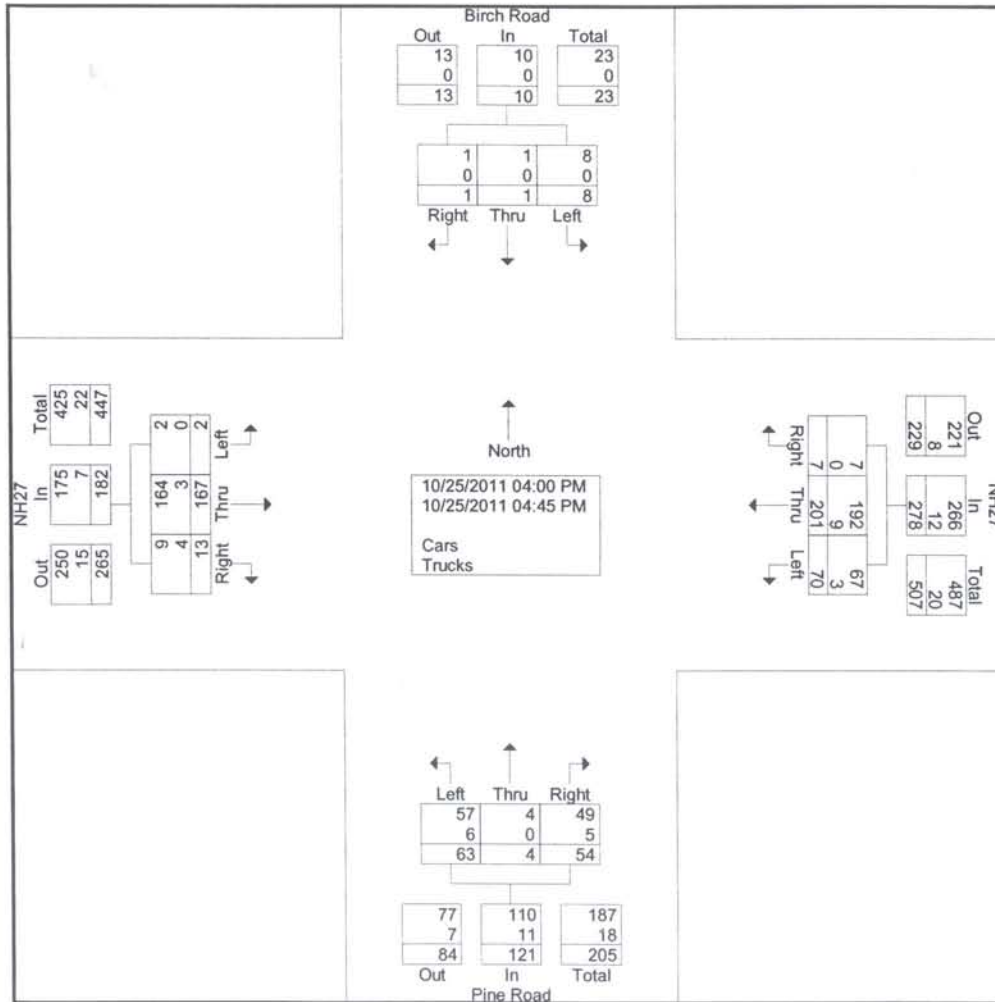 Birch Road
Out In Total
13 10 23
0 0 0
13 10 23
1 1 8
0 0 0
1 1 8
Right Thru Left
NH27
Total In Out
425 175 250
22 7 15
447 182 265
Left Thru Right
2 164 9
0 3 4
2 167 13
North
10/25/2011 04:00 PM
10/25/2011 04:45 PM
Cars
Trucks
Right Thru Left
7 192 67
0 9 3
7 201 70
NH27
Out In Total
221 266 487
8 12 20
229 278 507
Left Thru Right
57 4 49
6 0 5
63 4 54
77 110 187
7 11 18
84 121 205
Out In Total
Pine Road